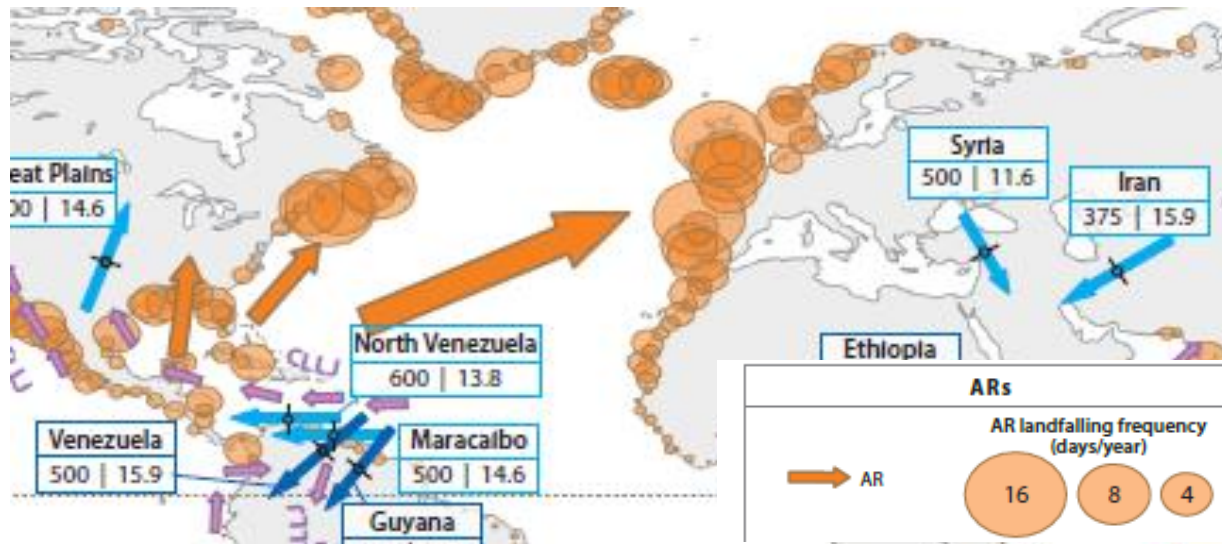 Syria
500 | 11.6
Iran
375 | 15.9
eat Plains
00 | 14.6
North Venezuela
600 | 13.8
CLLJ
Ethiopia
Venezuela
500 | 15.9
Maracaibo
500 | 14.6
Guyana
ARs
AR landfalling frequency
(days/year)
AR
16
8
4